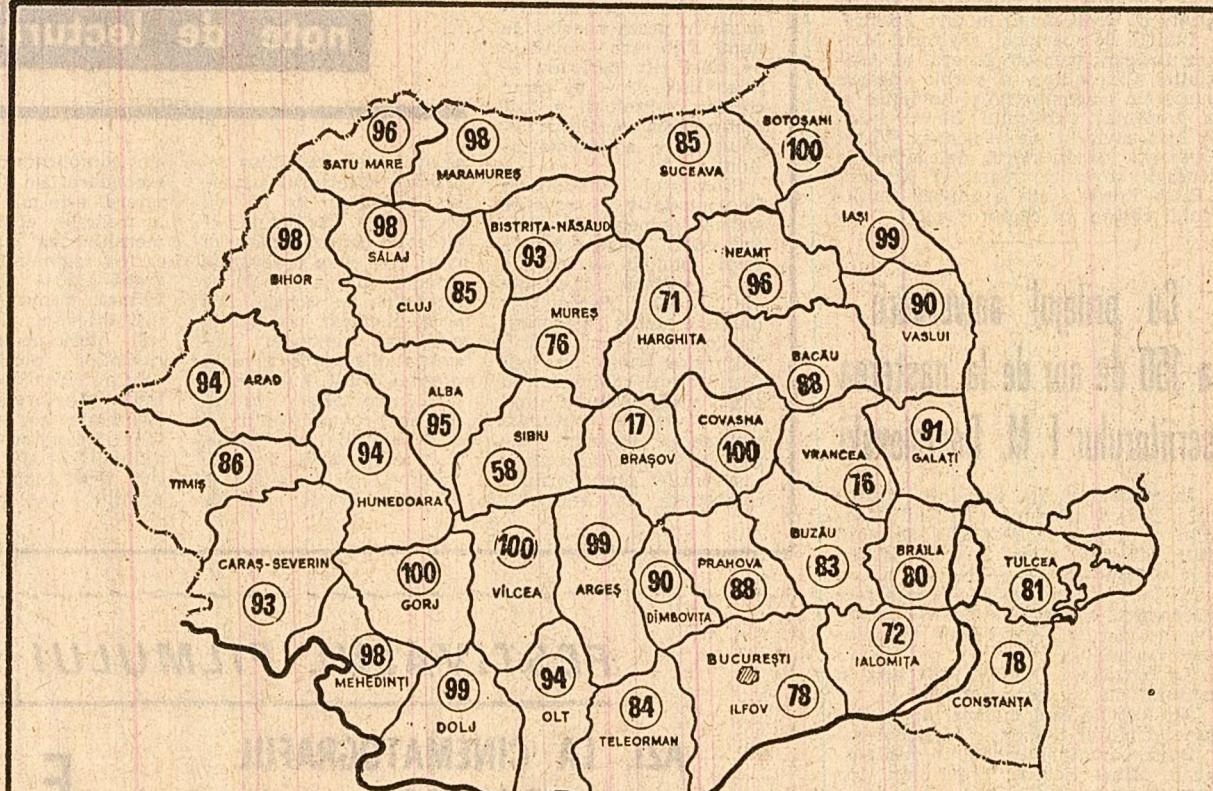 note de lectur
96
SATU MARE
98
MARAMUREȘ
85
SUCEAVA
BOTOȘANI
100
98
BIHOR
98
SĂLAJ
BISTRIȚA-NĂSĂUD
93
IAȘI
99
CLUJ 85
MUREȘ
76
71
HARGHITA
NEAMȚ
96
90
VASLUI
94 ARAD
ALBA
95
BACĂU
88
86
TIMIȘ
94
HUNEDOARA
SIBIU
58
17
BRAȘOV
COVASNA
100
VRANCEA
76
91
GALAȚI
CARAȘ-SEVERIN
93
100
GORJ
100
VÎLCEA
99
ARGEȘ
90
DÎMBOVIȚA
PRAHOVA
88
BUZĂU
83
BRĂILA
80
TULCEA
81
98
MEHEDINȚI
99
DOLJ
94
OLT
84
TELEORMAN
BUCUREȘTI
ILFOV 78
72
IALOMIȚA
78
CONSTANȚA
LA CINEMATOGRAFUL